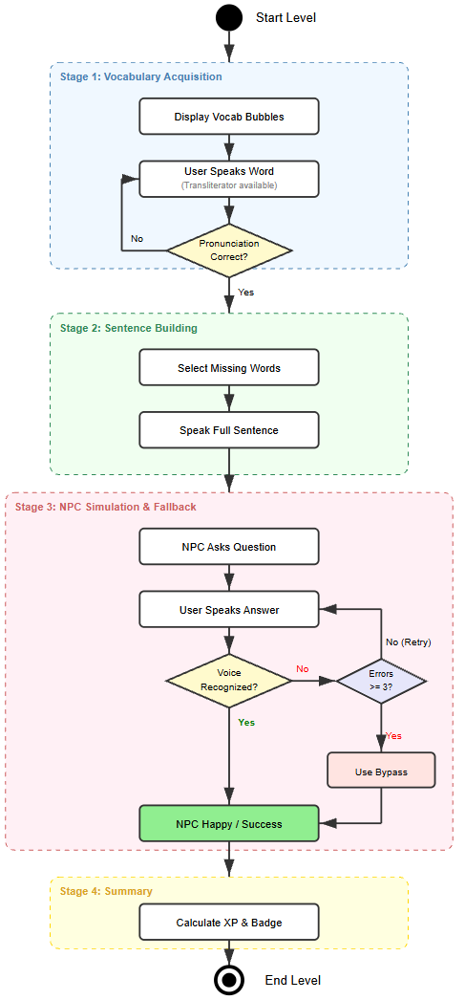 Start Level
Stage 1: Vocabulary Acquisition
Display Vocab Bubbles
User Speaks Word
(Transliterator available)
Pronunciation
Correct?
No
Yes
Stage 2: Sentence Building
Select Missing Words
Speak Full Sentence
Stage 3: NPC Simulation & Fallback
NPC Asks Question
User Speaks Answer
No (Retry)
Voice
Recognized?
No
Errors
>= 3?
Yes
Yes
Use Bypass
NPC Happy / Success
Stage 4: Summary
Calculate XP & Badge
End Level